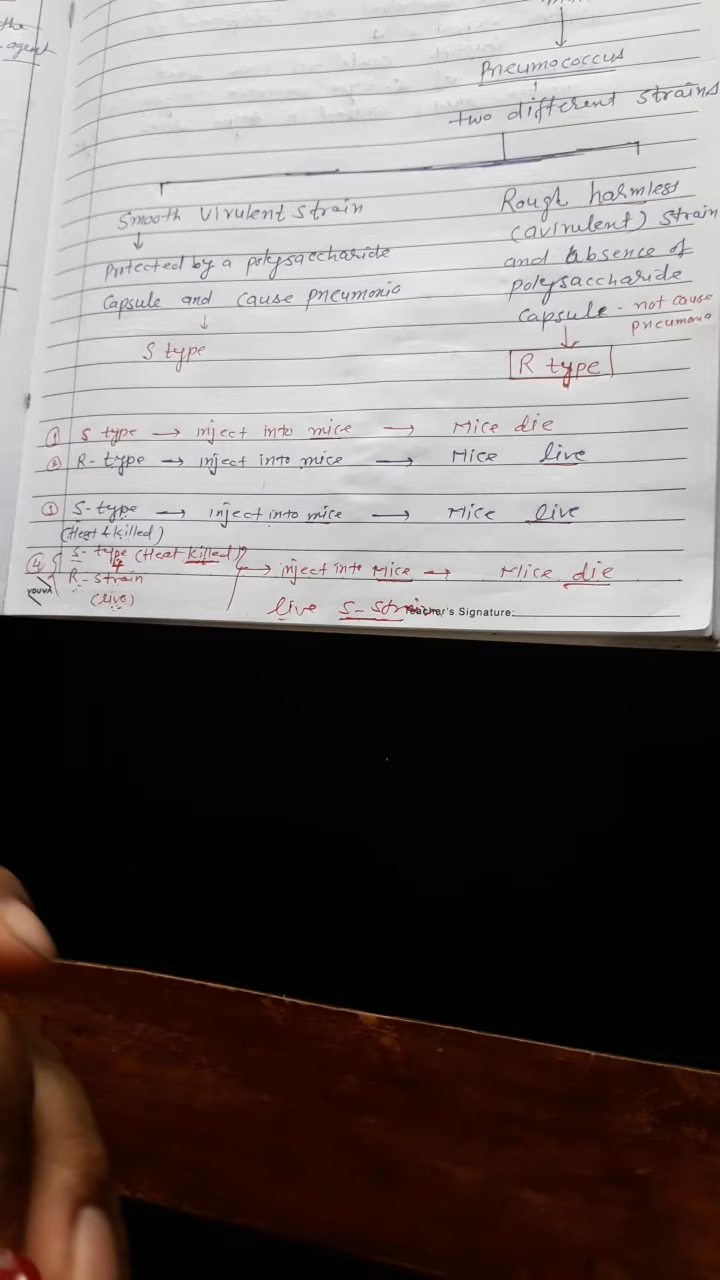 the
agent
Pneumococcus
two different strains
Smooth virulent strain
Protected by a polysaccharide
Capsule and cause pneumonia
S type
Rough harmless
(avirulent) strain
and absence of
polysaccharide
Capsule - not cause
pneumonia
R type
① S type → inject into mice → Mice die
② R-type → inject into mice → Mice live
③ S-type → inject into mice → Mice live
(Heat & killed)
④ S-type (Heat killed)
R-strain
(live)
→ inject into Mice → Mice die
live S-strain
youva
Teacher's Signature: